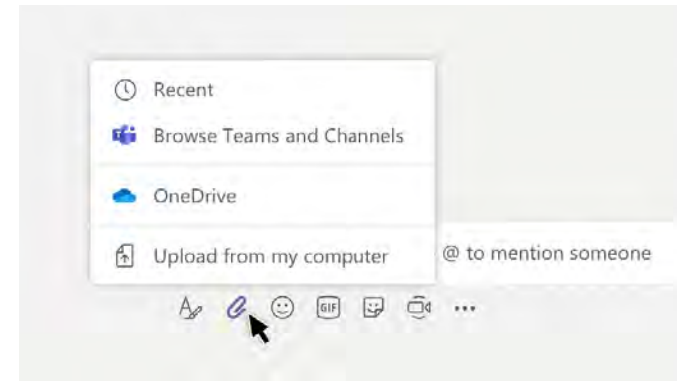 Recent
Browse Teams and Channels
OneDrive
Upload from my computer
@ to mention someone
GIF